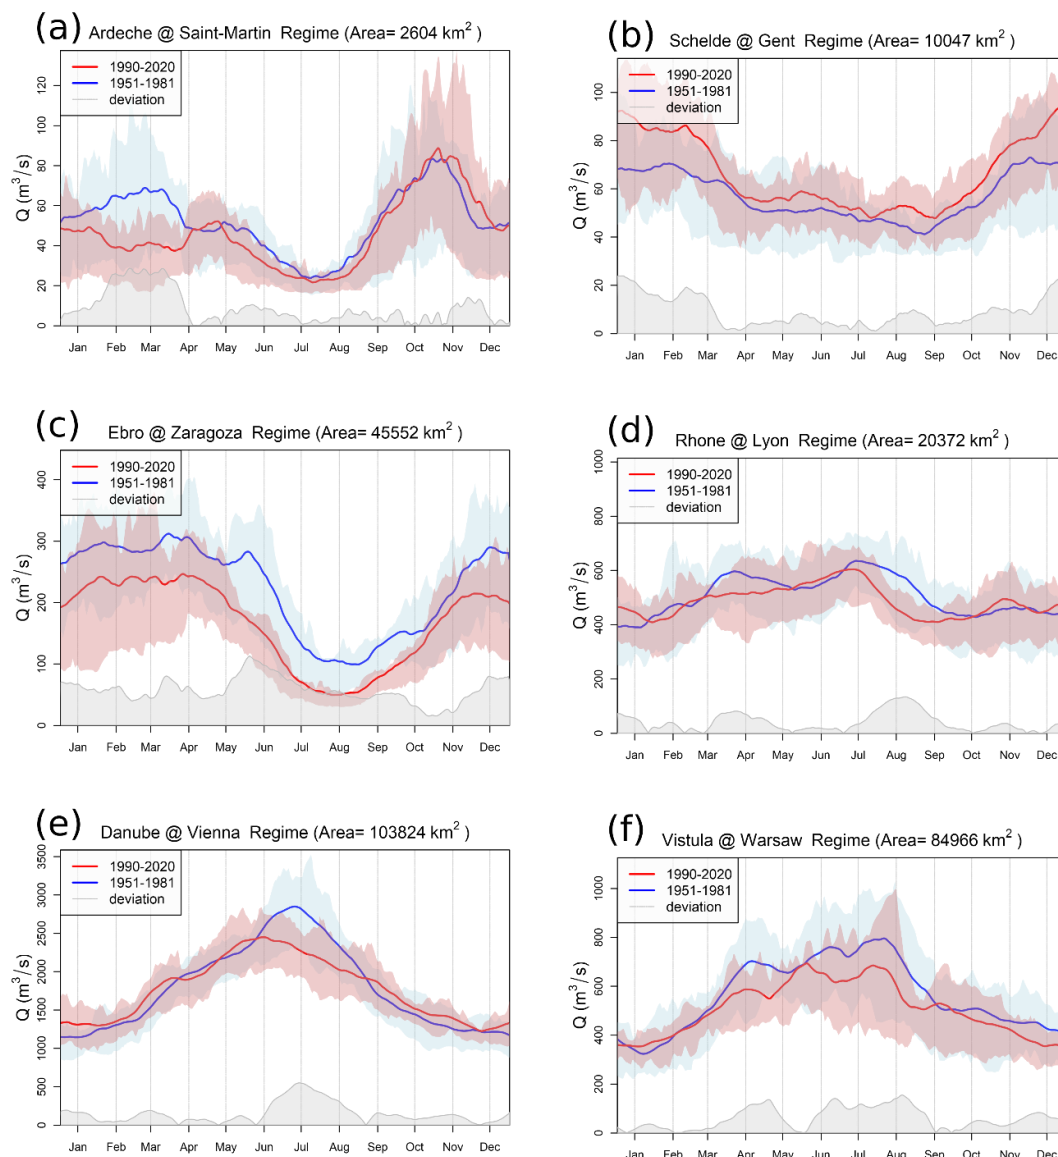 (a)
Ardeche @ Saint-Martin Regime (Area= 2604 km²)
1990-2020
1951-1981
deviation
Q (m³/s)
0 20 40 60 80 100 120
Jan Feb Mar Apr May Jun Jul Aug Sep Oct Nov Dec
(b)
Schelde @ Gent Regime (Area= 10047 km²)
1990-2020
1951-1981
deviation
Q (m³/s)
0 20 40 60 80 100
Jan Feb Mar Apr May Jun Jul Aug Sep Oct Nov Dec
(c)
Ebro @ Zaragoza Regime (Area= 45552 km²)
1990-2020
1951-1981
deviation
Q (m³/s)
0 100 200 300 400
Jan Feb Mar Apr May Jun Jul Aug Sep Oct Nov Dec
(d)
Rhone @ Lyon Regime (Area= 20372 km²)
1990-2020
1951-1981
deviation
Q (m³/s)
0 200 400 600 800 1000
Jan Feb Mar Apr May Jun Jul Aug Sep Oct Nov Dec
(e)
Danube @ Vienna Regime (Area= 103824 km²)
1990-2020
1951-1981
deviation
Q (m³/s)
0 500 1000 1500 2000 2500 3000 3500
Jan Feb Mar Apr May Jun Jul Aug Sep Oct Nov Dec
(f)
Vistula @ Warsaw Regime (Area= 84966 km²)
1990-2020
1951-1981
deviation
Q (m³/s)
0 200 400 600 800 1000
Jan Feb Mar Apr May Jun Jul Aug Sep Oct Nov Dec